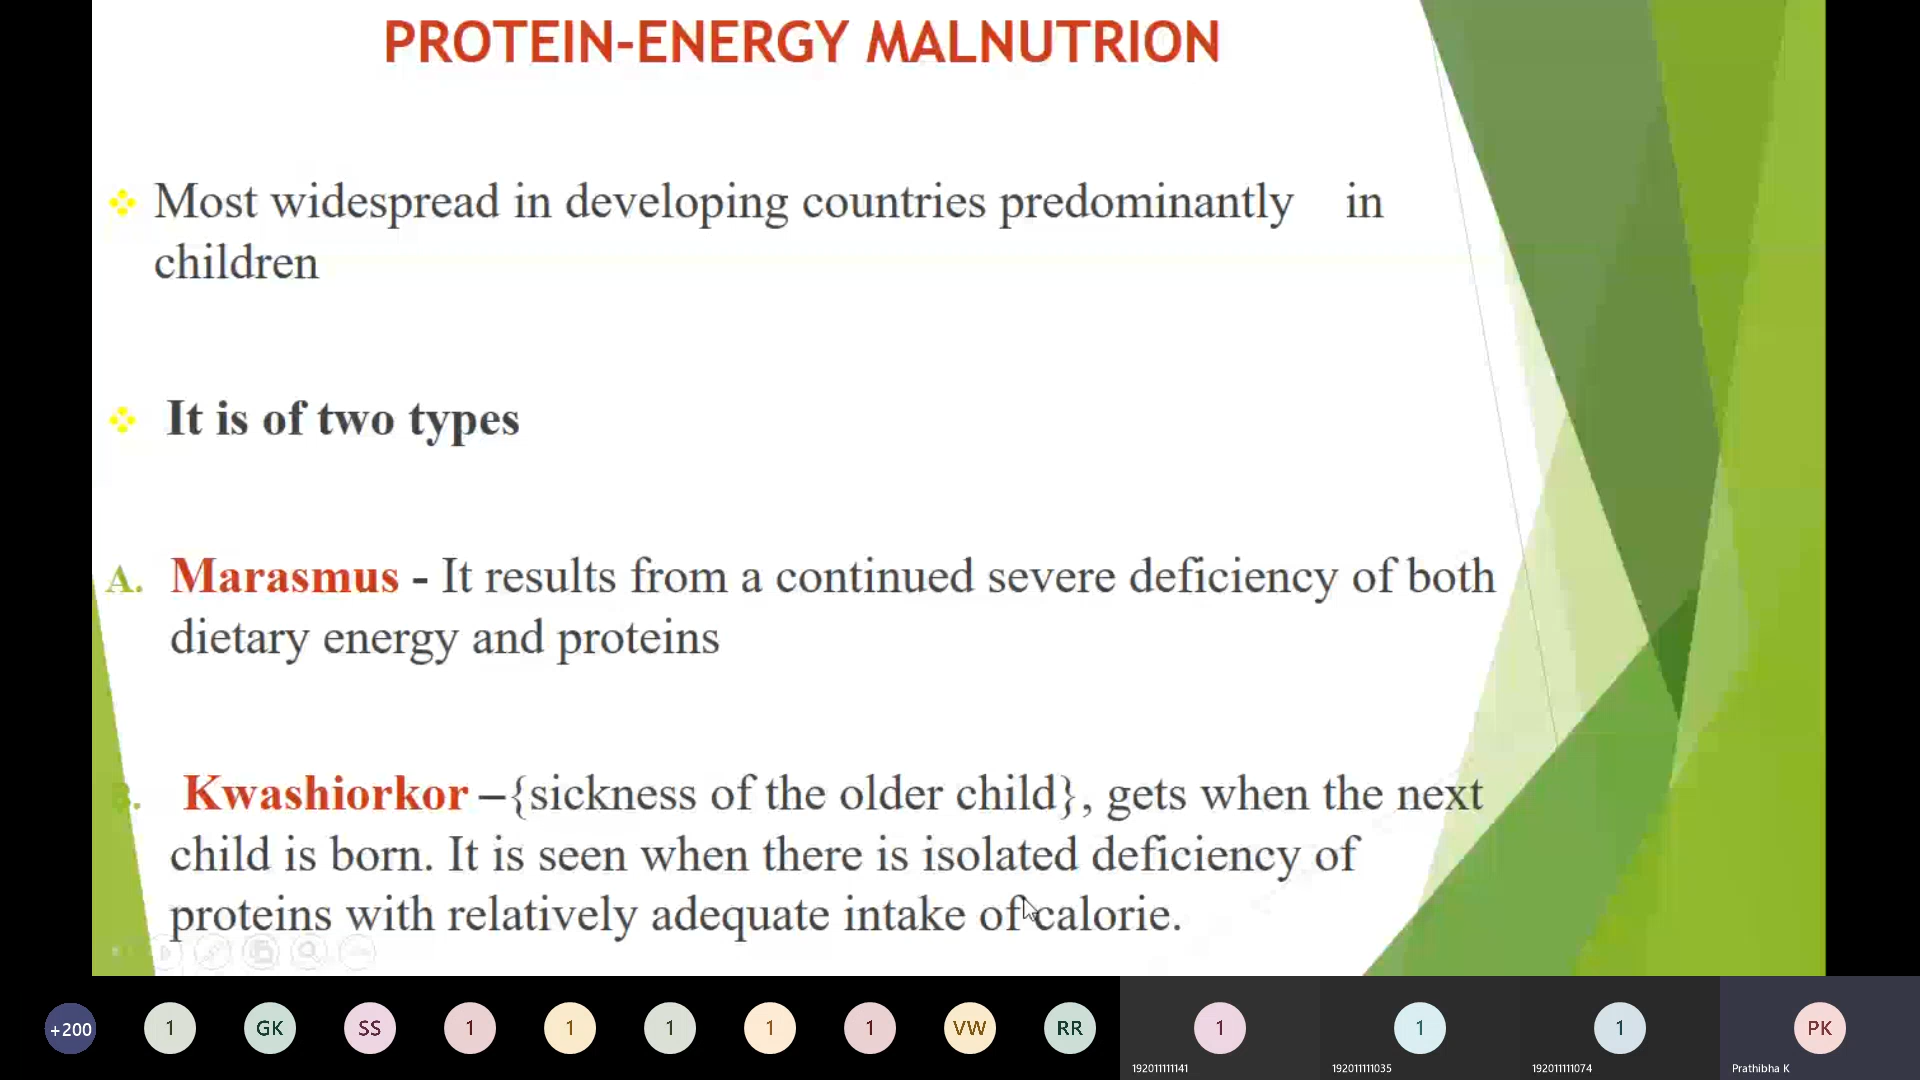 PROTEIN-ENERGY MALNUTRION
❖ Most widespread in developing countries predominantly in
children
❖ It is of two types
A. Marasmus - It results from a continued severe deficiency of both
dietary energy and proteins
B. Kwashiorkor –{sickness of the older child}, gets when the next
child is born. It is seen when there is isolated deficiency of
proteins with relatively adequate intake of calorie.
+200 1 GK SS 1 1 1 1 1 VW RR 1 1 1 PK
192011111141 192011111035 192011111074 Prathibha K